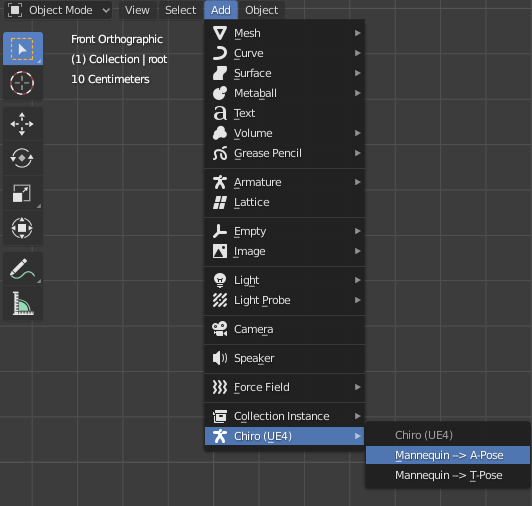 Object Mode View Select Add Object
Front Orthographic
(1) Collection | root
10 Centimeters
Mesh
Curve
Surface
Metaball
Text
Volume
Grease Pencil
Armature
Lattice
Empty
Image
Light
Light Probe
Camera
Speaker
Force Field
Collection Instance
Chiro (UE4)
Chiro (UE4)
Mannequin --> A-Pose
Mannequin --> T-Pose